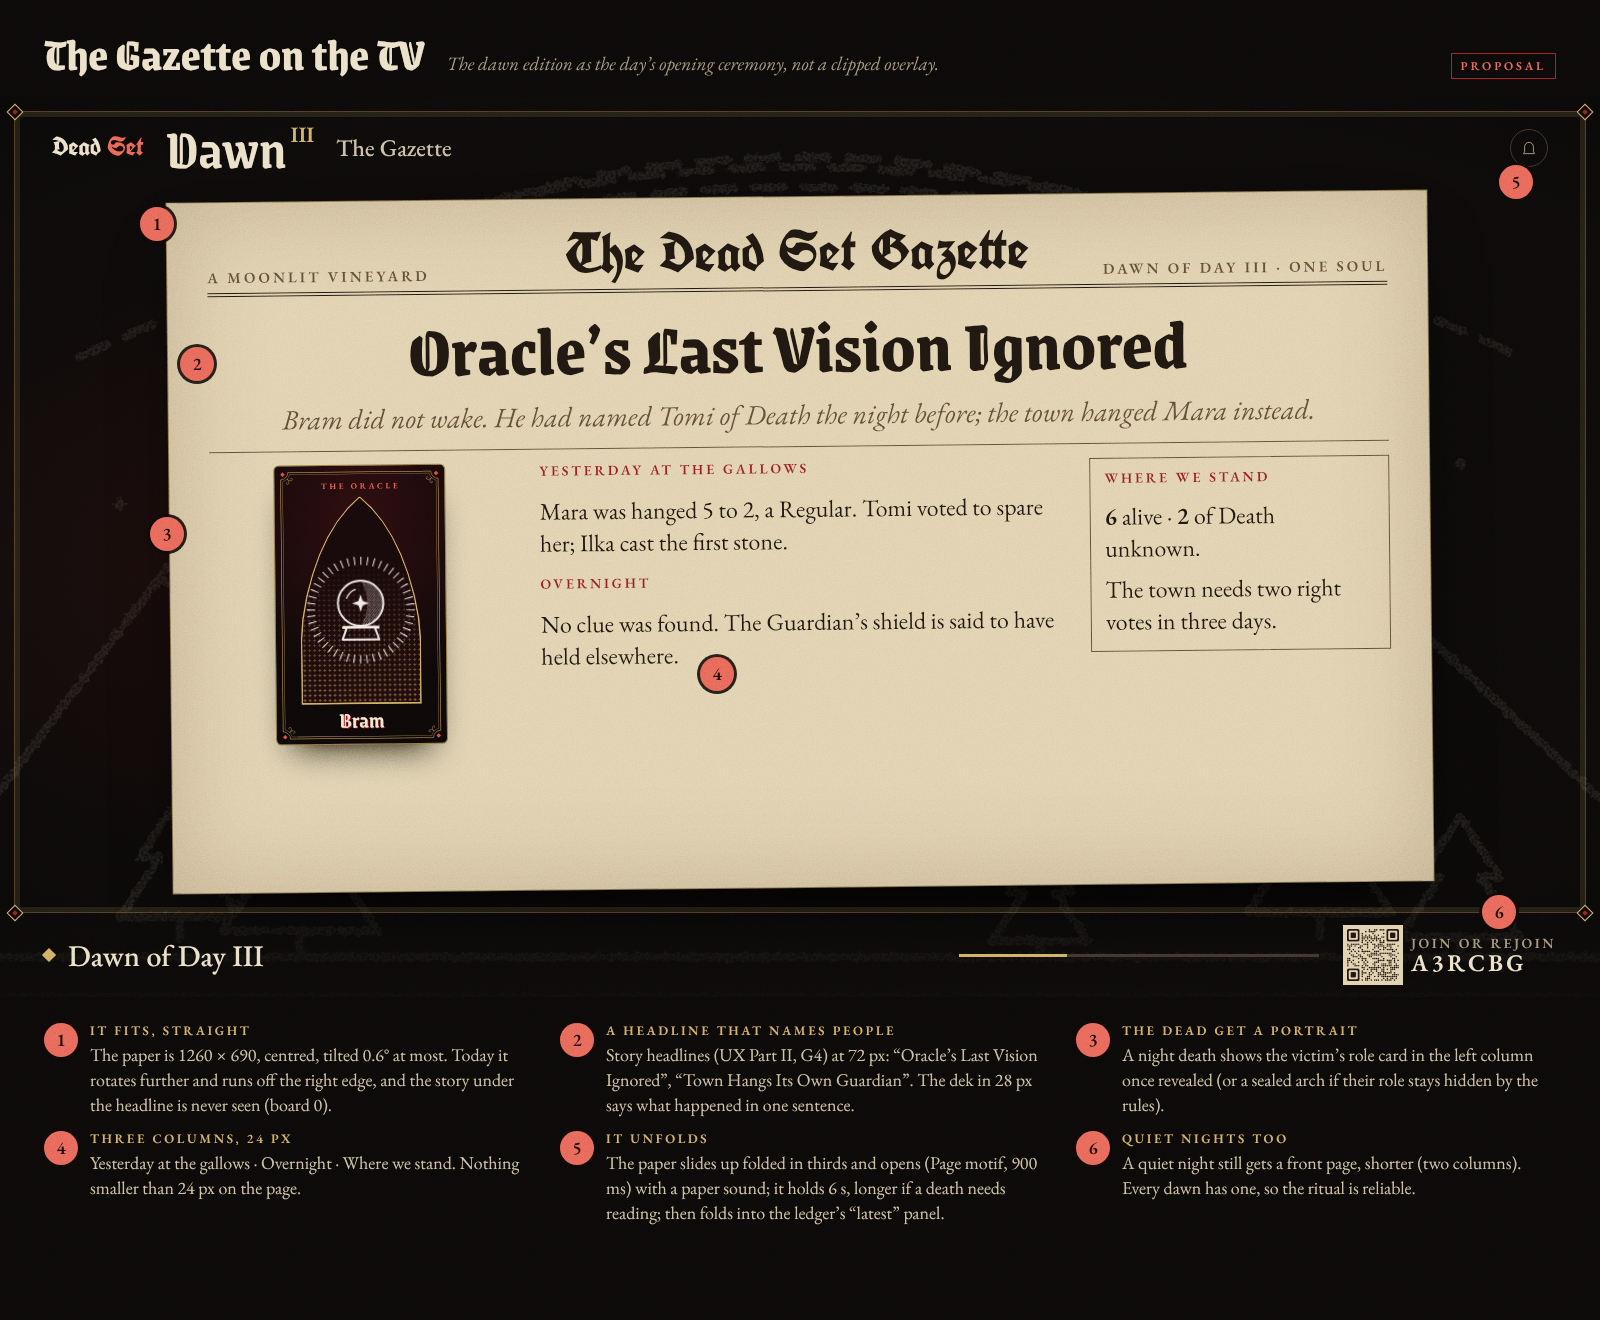 The Gazette on the TV
The dawn edition as the day’s opening ceremony, not a clipped overlay.
PROPOSAL
Dead Set
Dawn III
The Gazette
5
1
A MOONLIT VINEYARD
The Dead Set Gazette
DAWN OF DAY III · ONE SOUL
2
Oracle’s Last Vision Ignored
Bram did not wake. He had named Tomi of Death the night before; the town hanged Mara instead.
3
THE ORACLE
Bram
YESTERDAY AT THE GALLOWS
Mara was hanged 5 to 2, a Regular. Tomi voted to spare
her; Ilka cast the first stone.
OVERNIGHT
No clue was found. The Guardian’s shield is said to have
held elsewhere.
4
WHERE WE STAND
6 alive · 2 of Death
unknown.
The town needs two right
votes in three days.
6
Dawn of Day III
JOIN OR REJOIN
A3RCBG
1
IT FITS, STRAIGHT
The paper is 1260 × 690, centred, tilted 0.6° at most. Today it
rotates further and runs off the right edge, and the story under
the headline is never seen (board 0).
2
A HEADLINE THAT NAMES PEOPLE
Story headlines (UX Part II, G4) at 72 px: “Oracle’s Last Vision
Ignored”, “Town Hangs Its Own Guardian”. The dek in 28 px
says what happened in one sentence.
3
THE DEAD GET A PORTRAIT
A night death shows the victim’s role card in the left column
once revealed (or a sealed arch if their role stays hidden by the
rules).
4
THREE COLUMNS, 24 PX
Yesterday at the gallows · Overnight · Where we stand. Nothing
smaller than 24 px on the page.
5
IT UNFOLDS
The paper slides up folded in thirds and opens (Page motif, 900
ms) with a paper sound; it holds 6 s, longer if a death needs
reading; then folds into the ledger’s “latest” panel.
6
QUIET NIGHTS TOO
A quiet night still gets a front page, shorter (two columns).
Every dawn has one, so the ritual is reliable.